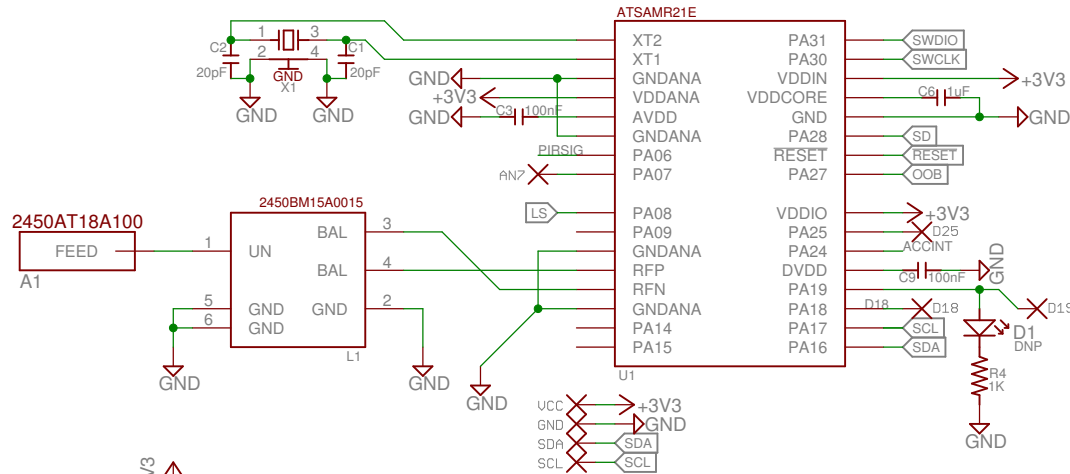 ATSAMR21E
C2
20pF
1
2
3
4
GND
X1
C1
20pF
GND
GND
GND
+3V3
GND
C3
100nF
PIRSIG
AN7
LS
XT2
XT1
GNDANA
VDDANA
AVDD
GNDANA
PA06
PA07
PA08
PA09
GNDANA
RFP
RFN
GNDANA
PA14
PA15
PA31
PA30
VDDIN
VDDCORE
GND
PA28
RESET
PA27
VDDIO
PA25
PA24
DVDD
PA19
PA18
PA17
PA16
U1
SWDIO
SWCLK
+3V3
C6
1uF
GND
SD
RESET
OOB
+3V3
D25
ACCINT
C9
100nF
GND
D18
D18
D19
SCL
SDA
D1
DNP
R4
1K
GND
2450AT18A100
FEED
A1
2450BM15A0015
1
UN
5
GND
6
GND
BAL
3
BAL
4
GND
2
L1
GND
GND
GND
VCC
+3V3
GND
GND
SDA
SDA
SCL
SCL
V3